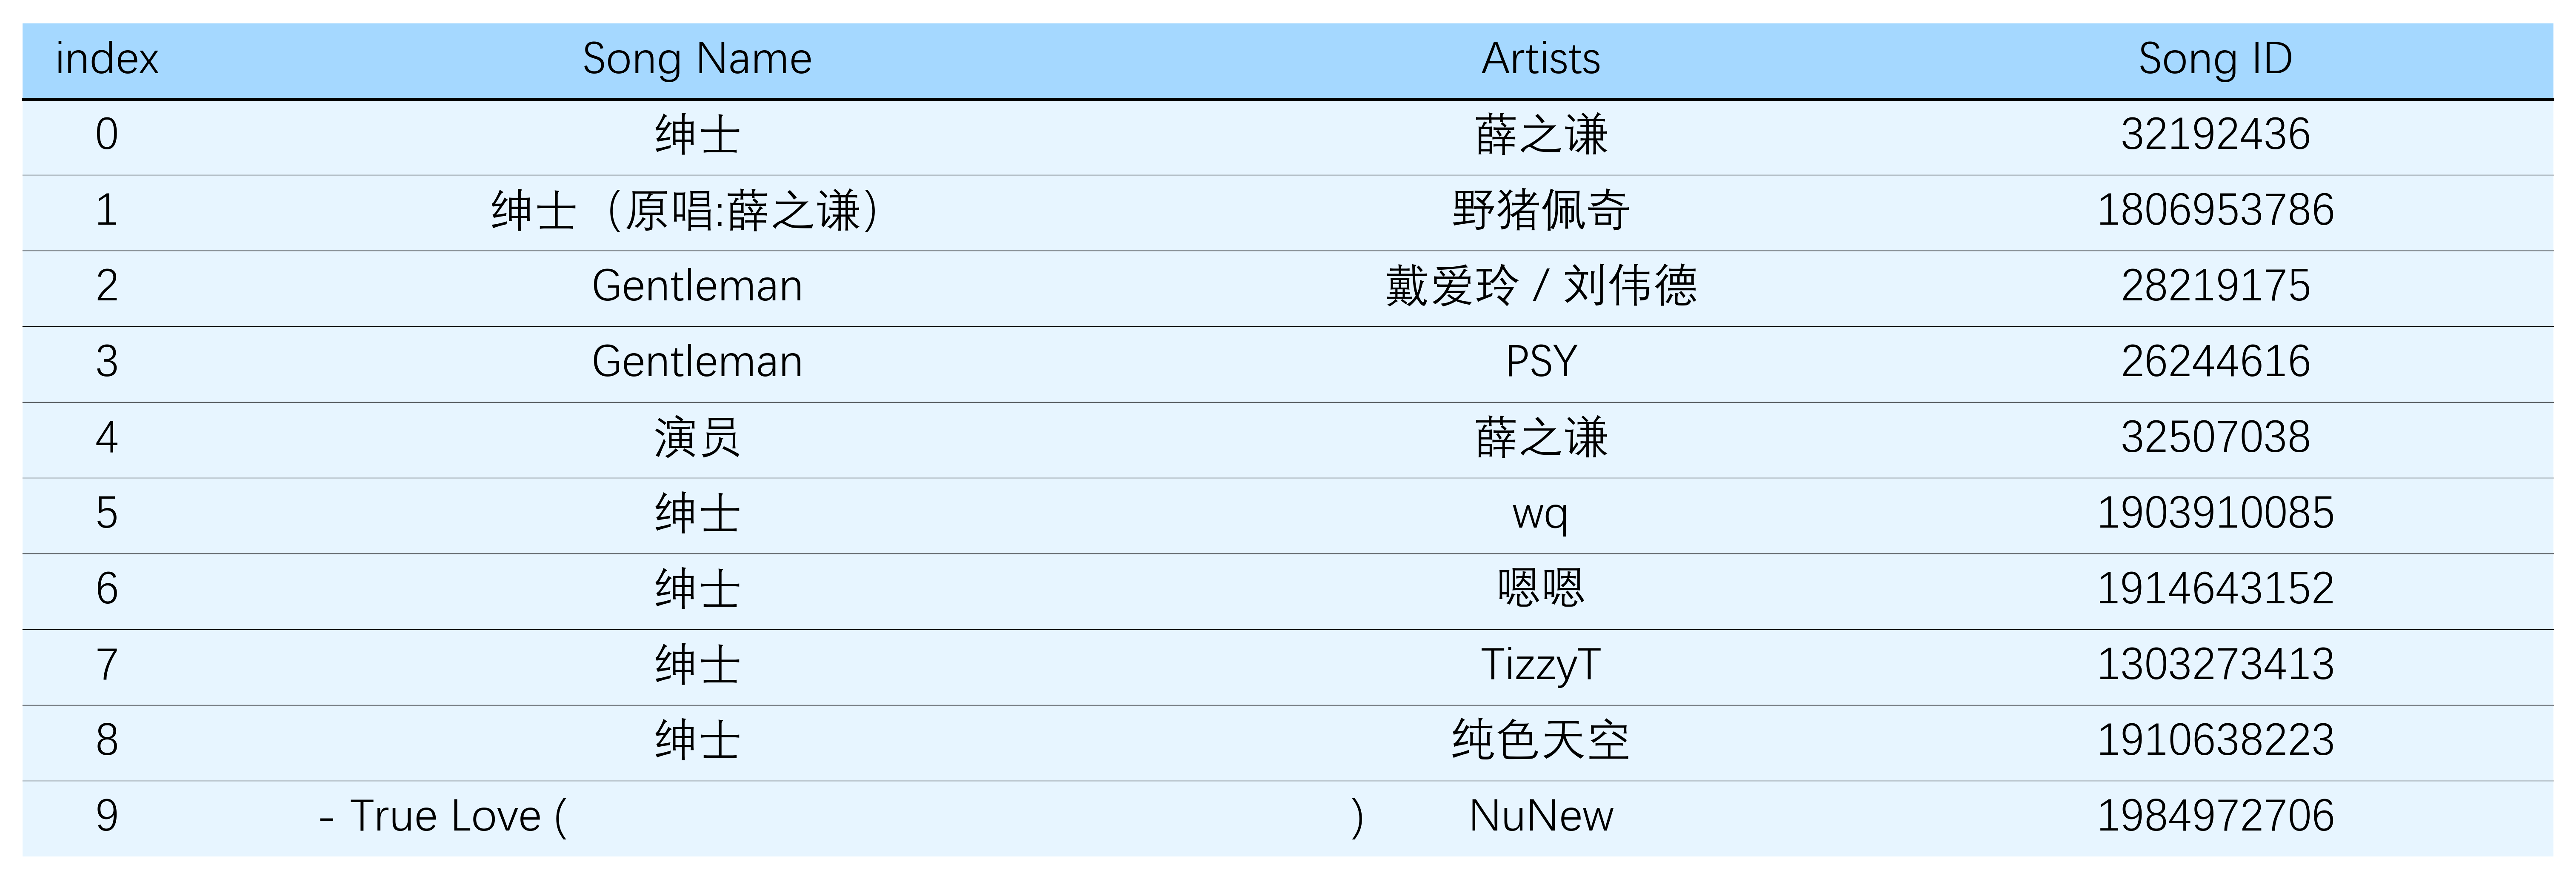 index Song Name Artists Song ID
0 绅士 薛之谦 32192436
1 绅士（原唱:薛之谦） 野猪佩奇 1806953786
2 Gentleman 戴爱玲 / 刘伟德 28219175
3 Gentleman PSY 26244616
4 演员 薛之谦 32507038
5 绅士 wq 1903910085
6 绅士 嗯嗯 1914643152
7 绅士 TizzyT 1303273413
8 绅士 纯色天空 1910638223
9 - True Love ( ) NuNew 1984972706